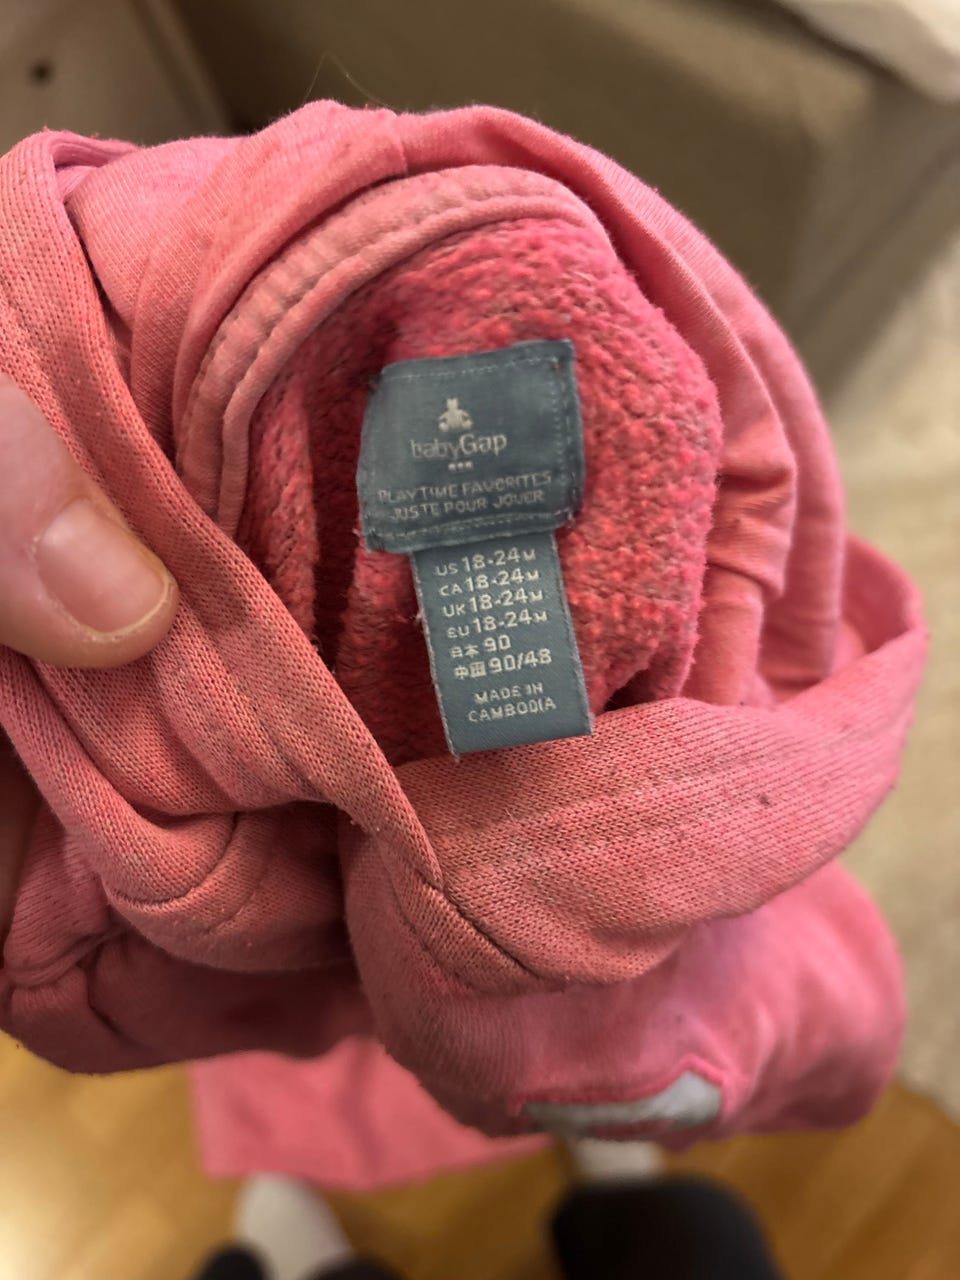 babyGap
PLAYTIME FAVORITES
JUSTE POUR JOUER
US 18-24M
CA 18-24M
UK 18-24M
EU 18-24M
日本 90
中国 90/48
MADE IN
CAMBODIA